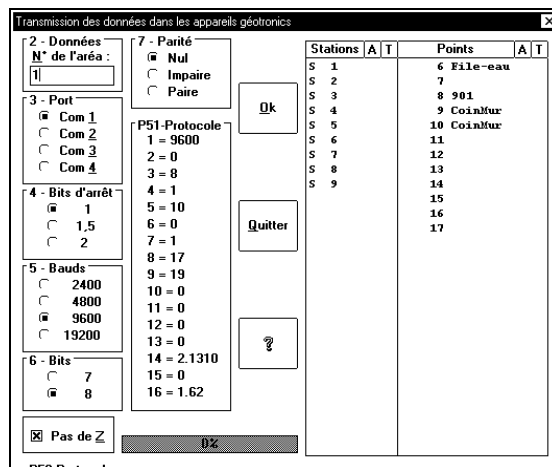 Transmission des données dans les appareils géotronics
2 - Données
N° de l'aréa :
1
3 - Port
Com 1
Com 2
Com 3
Com 4
4 - Bits d'arrêt
1
1,5
2
5 - Bauds
2400
4800
9600
19200
6 - Bits
7
8
Pas de Z
7 - Parité
Nul
Impaire
Paire
P51-Protocole
1 = 9600
2 = 0
3 = 8
4 = 1
5 = 10
6 = 0
7 = 1
8 = 17
9 = 19
10 = 0
11 = 0
12 = 0
13 = 0
14 = 2.1310
15 = 0
16 = 1.62
0%
Ok
Quitter
?
Stations A T
S 1
S 2
S 3
S 4
S 5
S 6
S 7
S 8
S 9
Points A T
6 File-eau
7
8 901
9 CoinMur
10 CoinMur
11
12
13
14
15
16
17